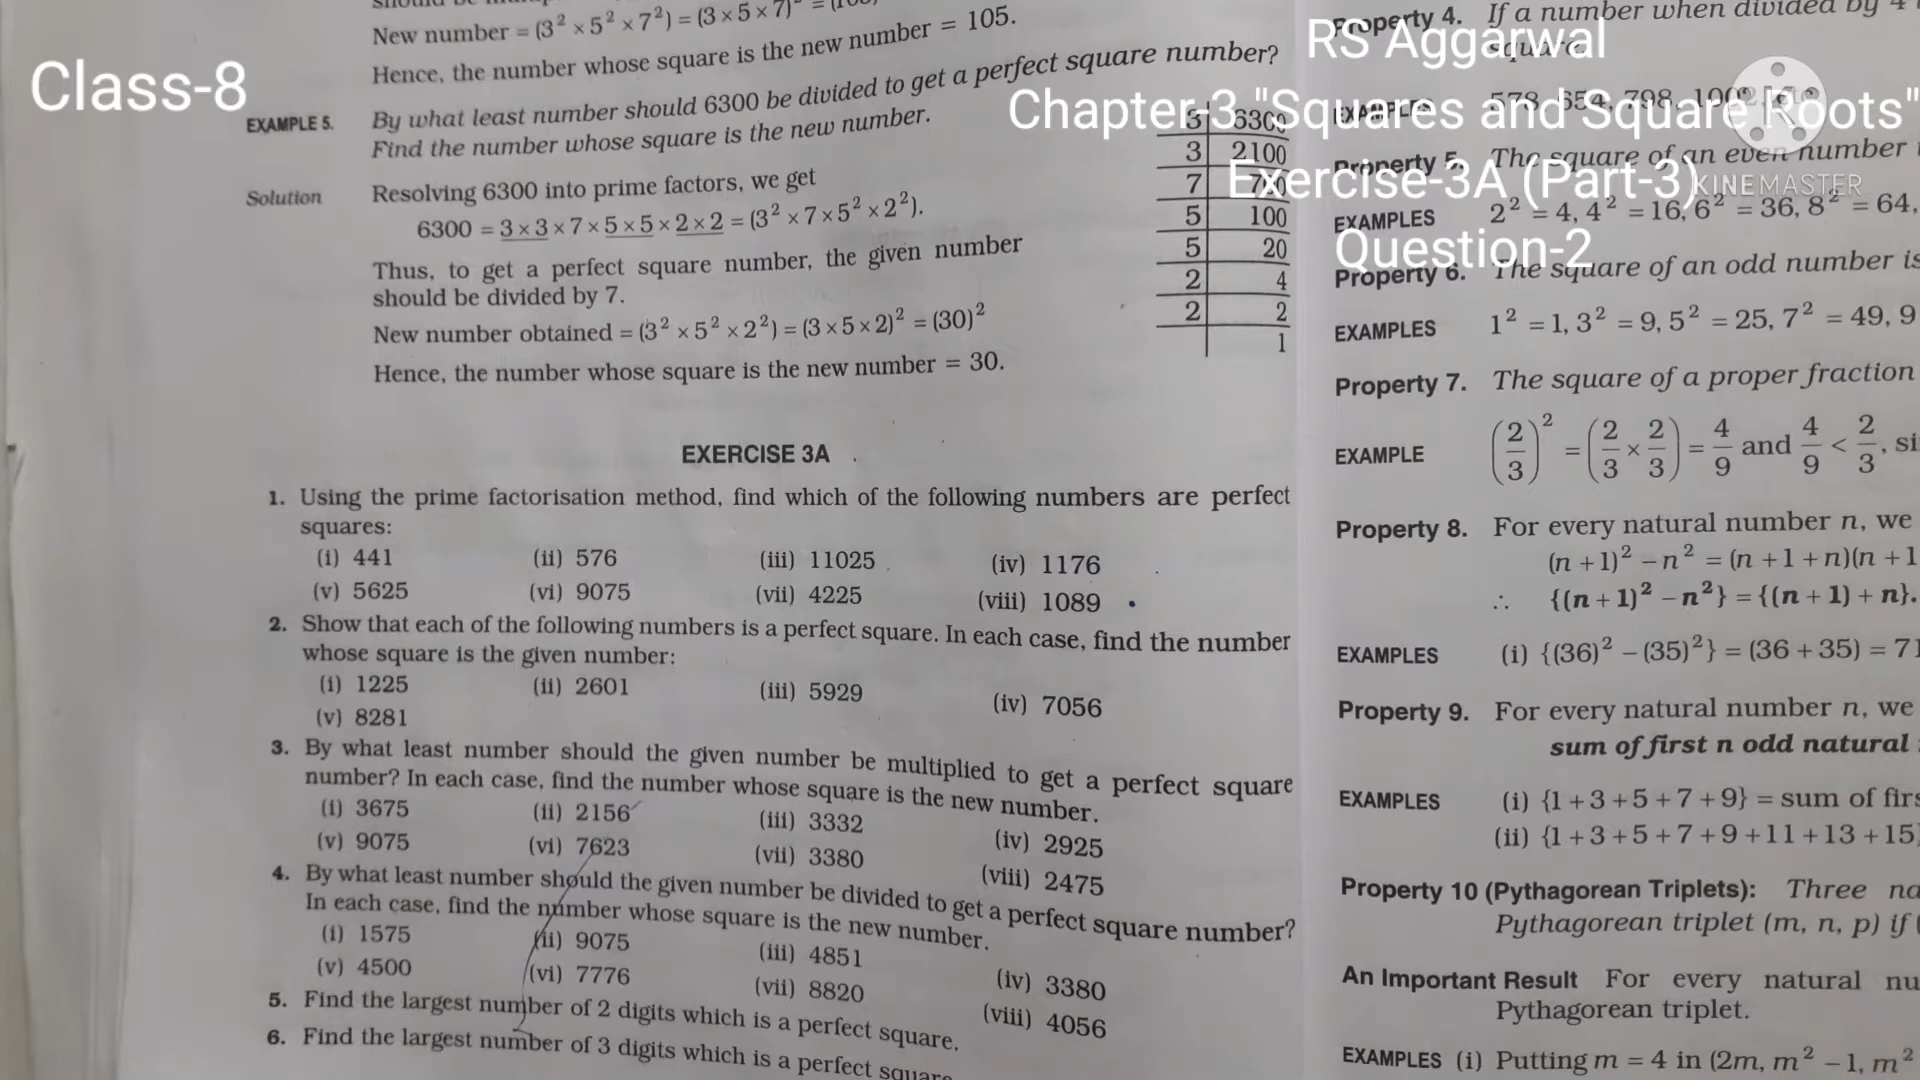 New number = (3² × 5² × 7²) = (3 × 5 × 7)² =
Hence, the number whose square is the new number = 105.
Class-8
EXAMPLE 5. By what least number should 6300 be divided to get a perfect square number?
Find the number whose square is the new number.
Solution Resolving 6300 into prime factors, we get
6300 = 3 × 3 × 7 × 5 × 5 × 2 × 2 = (3² × 7 × 5² × 2²).
Thus, to get a perfect square number, the given number
should be divided by 7.
New number obtained = (3² × 5² × 2²) = (3 × 5 × 2)² = (30)²
Hence, the number whose square is the new number = 30.
3 6300
3 2100
7
5 100
5 20
2 4
2 2
1
EXERCISE 3A
1. Using the prime factorisation method, find which of the following numbers are perfect
squares:
(i) 441 (ii) 576 (iii) 11025 (iv) 1176
(v) 5625 (vi) 9075 (vii) 4225 (viii) 1089
2. Show that each of the following numbers is a perfect square. In each case, find the number
whose square is the given number:
(i) 1225 (ii) 2601 (iii) 5929 (iv) 7056
(v) 8281
3. By what least number should the given number be multiplied to get a perfect square
number? In each case, find the number whose square is the new number.
(i) 3675 (ii) 2156 (iii) 3332 (iv) 2925
(v) 9075 (vi) 7623 (vii) 3380 (viii) 2475
4. By what least number should the given number be divided to get a perfect square number?
In each case, find the number whose square is the new number.
(i) 1575 (ii) 9075 (iii) 4851 (iv) 3380
(v) 4500 (vi) 7776 (vii) 8820 (viii) 4056
5. Find the largest number of 2 digits which is a perfect square.
6. Find the largest number of 3 digits which is a perfect
RS Aggarwal
Chapter-3 "Squares and Square Roots"
Exercise-3A (Part-3)
KINEMASTER
Question-2
Property 4. If a number when divided by
578, 654, 798, 1002
Property 5. The square of an even number
EXAMPLES 2² = 4, 4² = 16, 6² = 36, 8² = 64,
Property 6. The square of an odd number is
EXAMPLES 1² = 1, 3² = 9, 5² = 25, 7² = 49, 9
Property 7. The square of a proper fraction
EXAMPLE (2/3)² = (2/3 × 2/3) = 4/9 and 4/9 < 2/3, si
Property 8. For every natural number n, we
(n + 1)² − n² = (n + 1 + n)(n + 1
∴ {(n + 1)² − n²} = {(n + 1) + n}.
EXAMPLES (i) {(36)² − (35)²} = (36 + 35) = 71
Property 9. For every natural number n, we
sum of first n odd natural
EXAMPLES (i) {1 + 3 + 5 + 7 + 9} = sum of firs
(ii) {1 + 3 + 5 + 7 + 9 + 11 + 13 + 15
Property 10 (Pythagorean Triplets): Three na
Pythagorean triplet (m, n, p) if
An Important Result For every natural nu
Pythagorean triplet.
EXAMPLES (i) Putting m = 4 in (2m, m² − 1, m²